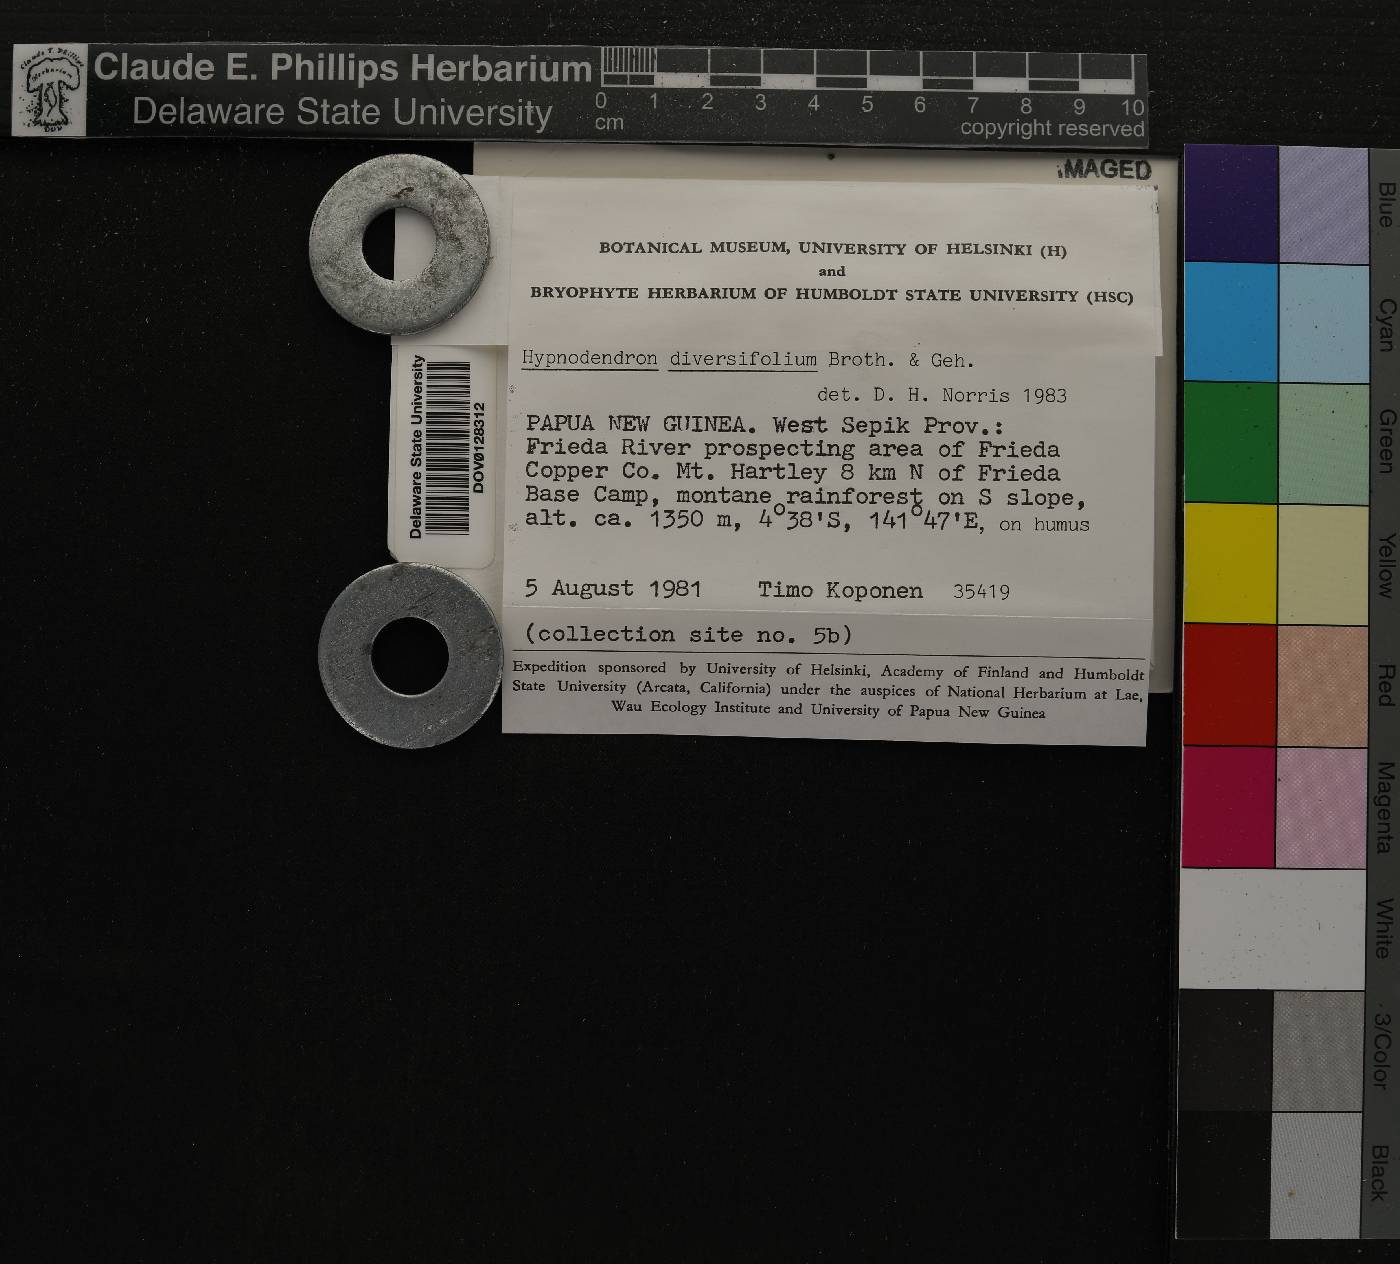 Claude E. Phillips Herbarium
Delaware State University
0 1 2 3 4 5 6 7 8 9 10
cm
copyright reserved
IMAGED
BOTANICAL MUSEUM, UNIVERSITY OF HELSINKI (H)
and
BRYOPHYTE HERBARIUM OF HUMBOLDT STATE UNIVERSITY (HSC)
Hypnodendron diversifolium Broth. & Geh.
det. D. H. Norris 1983
PAPUA NEW GUINEA. West Sepik Prov.:
Frieda River prospecting area of Frieda
Copper Co. Mt. Hartley 8 km N of Frieda
Base Camp, montane rainforest on S slope,
alt. ca. 1350 m, 4°38'S, 141°47'E, on humus
5 August 1981 Timo Koponen 35419
(collection site no. 5b)
Expedition sponsored by University of Helsinki, Academy of Finland and Humboldt
State University (Arcata, California) under the auspices of National Herbarium at Lae,
Wau Ecology Institute and University of Papua New Guinea
Delaware State University
DOV0128312
Blue
Cyan
Green
Yellow
Red
Magenta
White
3/Color
Black